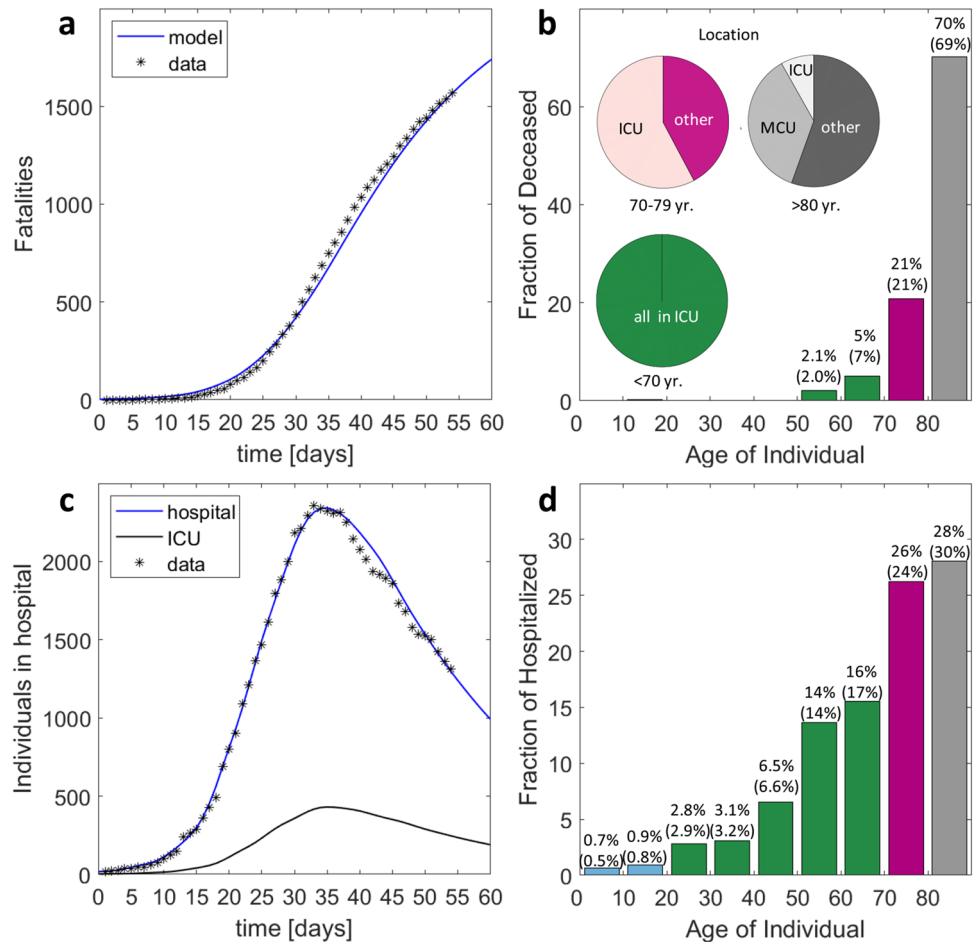 a
model
data
Fatalities
1500
1000
500
0
0 5 10 15 20 25 30 35 40 45 50 55 60
time [days]
b
Location
ICU
other
70-79 yr.
ICU
MCU
other
>80 yr.
all in ICU
<70 yr.
2.1%
(2.0%)
5%
(7%)
21%
(21%)
70%
(69%)
Fraction of Deceased
60
40
20
0
0 10 20 30 40 50 60 70 80
Age of Individual
c
hospital
ICU
data
Individuals in hospital
2000
1500
1000
500
0
0 5 10 15 20 25 30 35 40 45 50 55 60
time [days]
d
0.7%
(0.5%)
0.9%
(0.8%)
2.8%
(2.9%)
3.1%
(3.2%)
6.5%
(6.6%)
14%
(14%)
16%
(17%)
26%
(24%)
28%
(30%)
Fraction of Hospitalized
30
25
20
15
10
5
0
0 10 20 30 40 50 60 70 80
Age of Individual